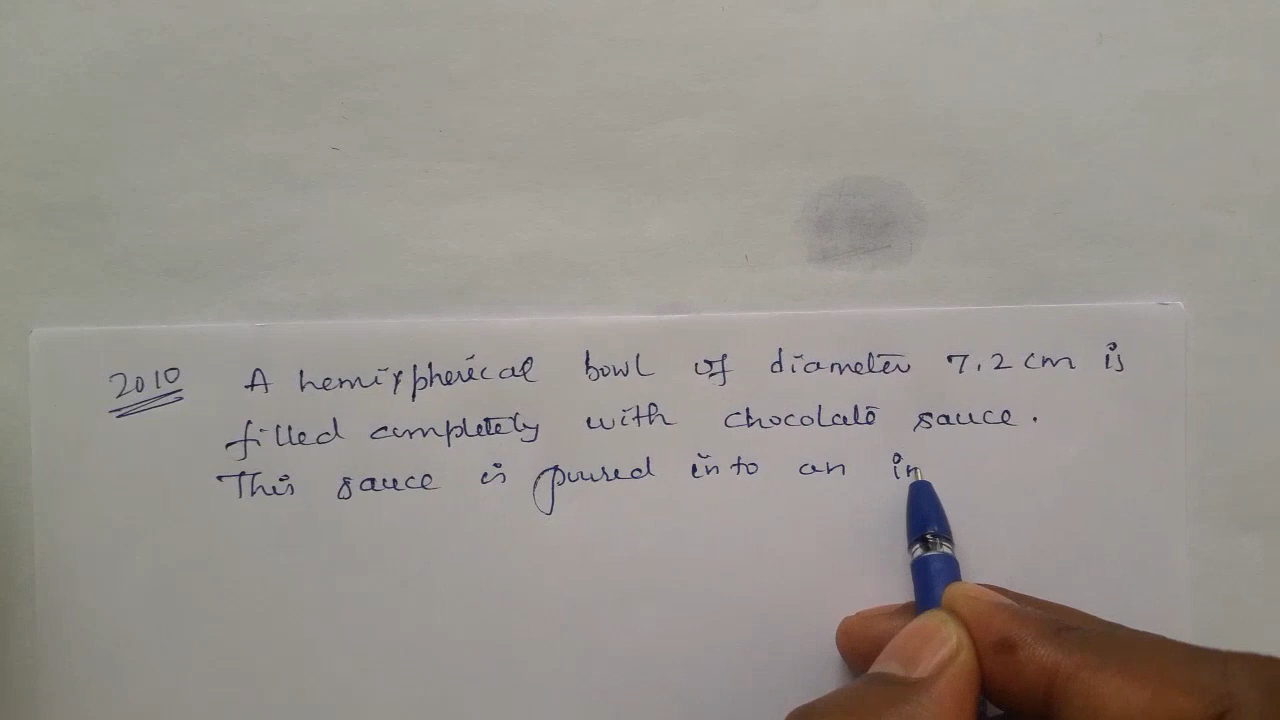 2010 A hemispherical bowl of diameter 7.2 cm is
filled completely with chocolate sauce.
This sauce is poured into an in